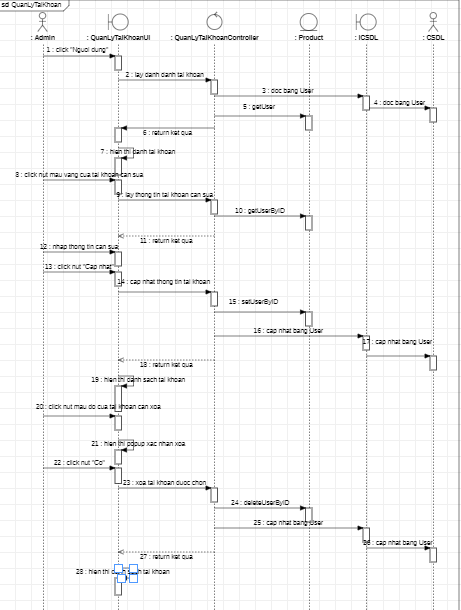 sd QuanLyTaiKhoan
: Admin
: QuanLyTaiKhoanUI
: QuanLyTaiKhoanController
: Product
: ICSDL
: CSDL
1 : click "Nguoi dung"
2 : lay danh danh tai khoan
3 : doc bang User
4 : doc bang User
5 : getUser
6 : return ket qua
7 : hien thi danh tai khoan
8 : click nut mau vang cua tai khoan can sua
9 : lay thong tin tai khoan can sua
10 : getUserByID
11 : return ket qua
12 : nhap thong tin can sua
13 : click nut "Cap nhat"
14 : cap nhat thong tin tai khoan
15 : setUserByID
16 : cap nhat bang User
17 : cap nhat bang User
18 : return ket qua
19 : hien thi danh sach tai khoan
20 : click nut mau do cua tai khoan can xoa
21 : hien thi popup xac nhan xoa
22 : click nut "Co"
23 : xoa tai khoan duoc chon
24 : deleteUserByID
25 : cap nhat bang User
26 : cap nhat bang User
27 : return ket qua
28 : hien thi tai khoan